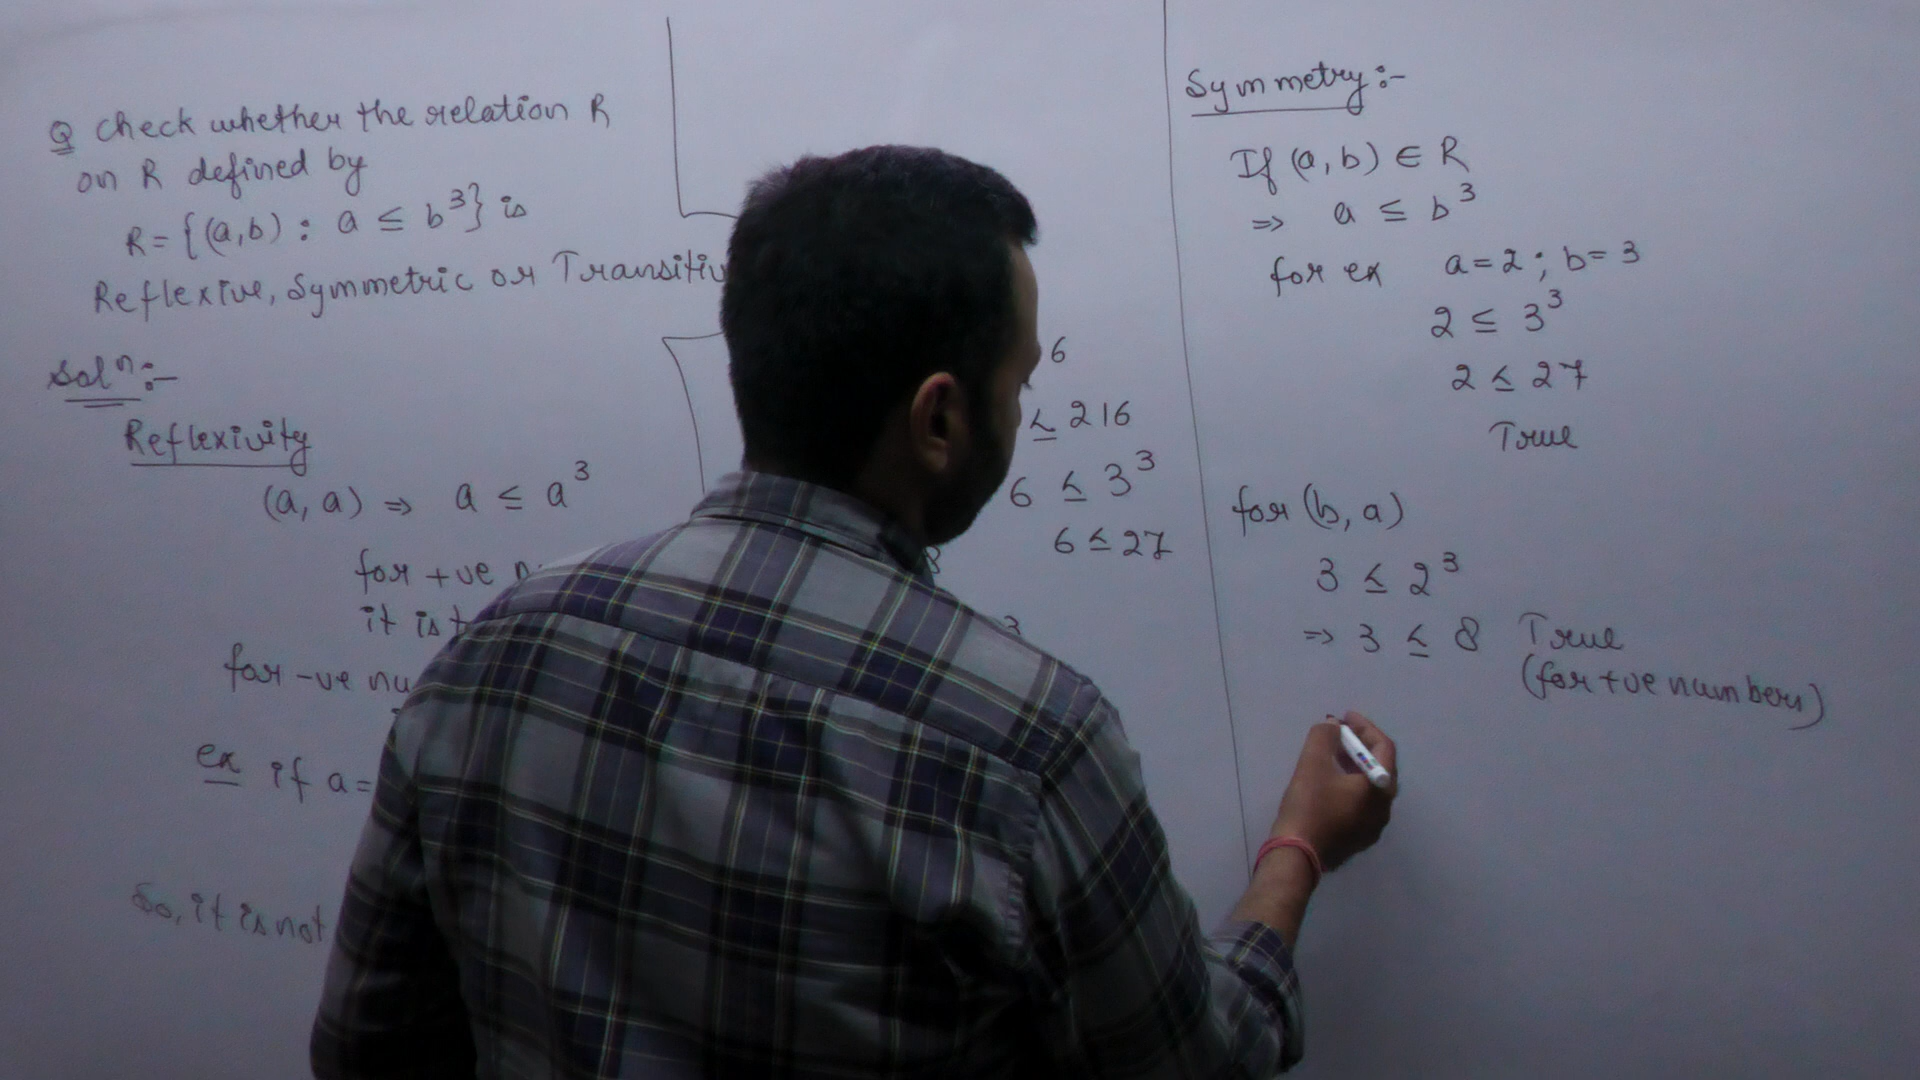 Q Check whether the relation R
on R defined by
R = {(a,b) : a ≤ b³} is
Reflexive, Symmetric or
Solⁿ:-
Reflexivity
(a, a) ⇒ a ≤ a³
for +ve
it is
for -ve
ex if a =
So, it is not
6
≤ 216
6 ≤ 3³
6 ≤ 27
3
Symmetry:-
If (a, b) ∈ R
⇒ a ≤ b³
for ex a = 2 ; b = 3
2 ≤ 3³
2 ≤ 27
True
for (b, a)
3 ≤ 2³
⇒ 3 ≤ 8 True
(for +ve numbers)